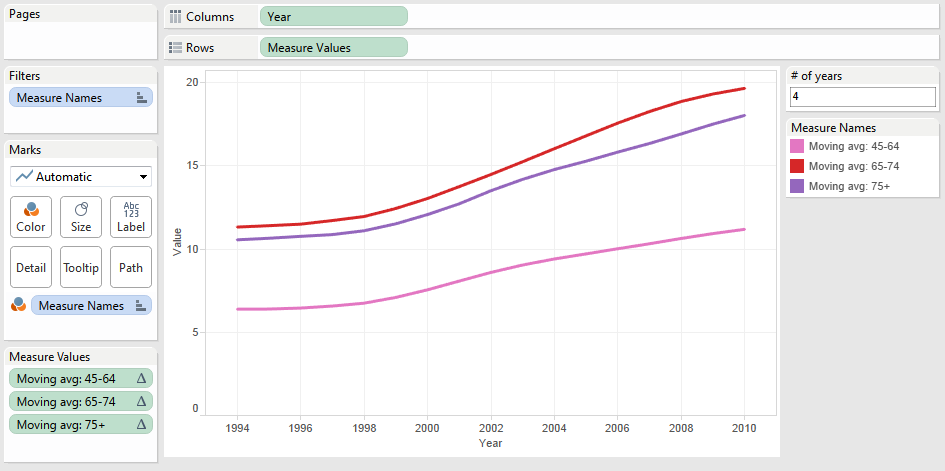 Pages
Columns
Year
Rows
Measure Values
Filters
Measure Names
Marks
Automatic
Color
Size
Abc
123
Label
Detail
Tooltip
Path
Measure Names
Measure Values
Moving avg: 45-64 Δ
Moving avg: 65-74 Δ
Moving avg: 75+ Δ
20
15
10
5
0
Value
1994 1996 1998 2000 2002 2004 2006 2008 2010
Year
# of years
4
Measure Names
Moving avg: 45-64
Moving avg: 65-74
Moving avg: 75+